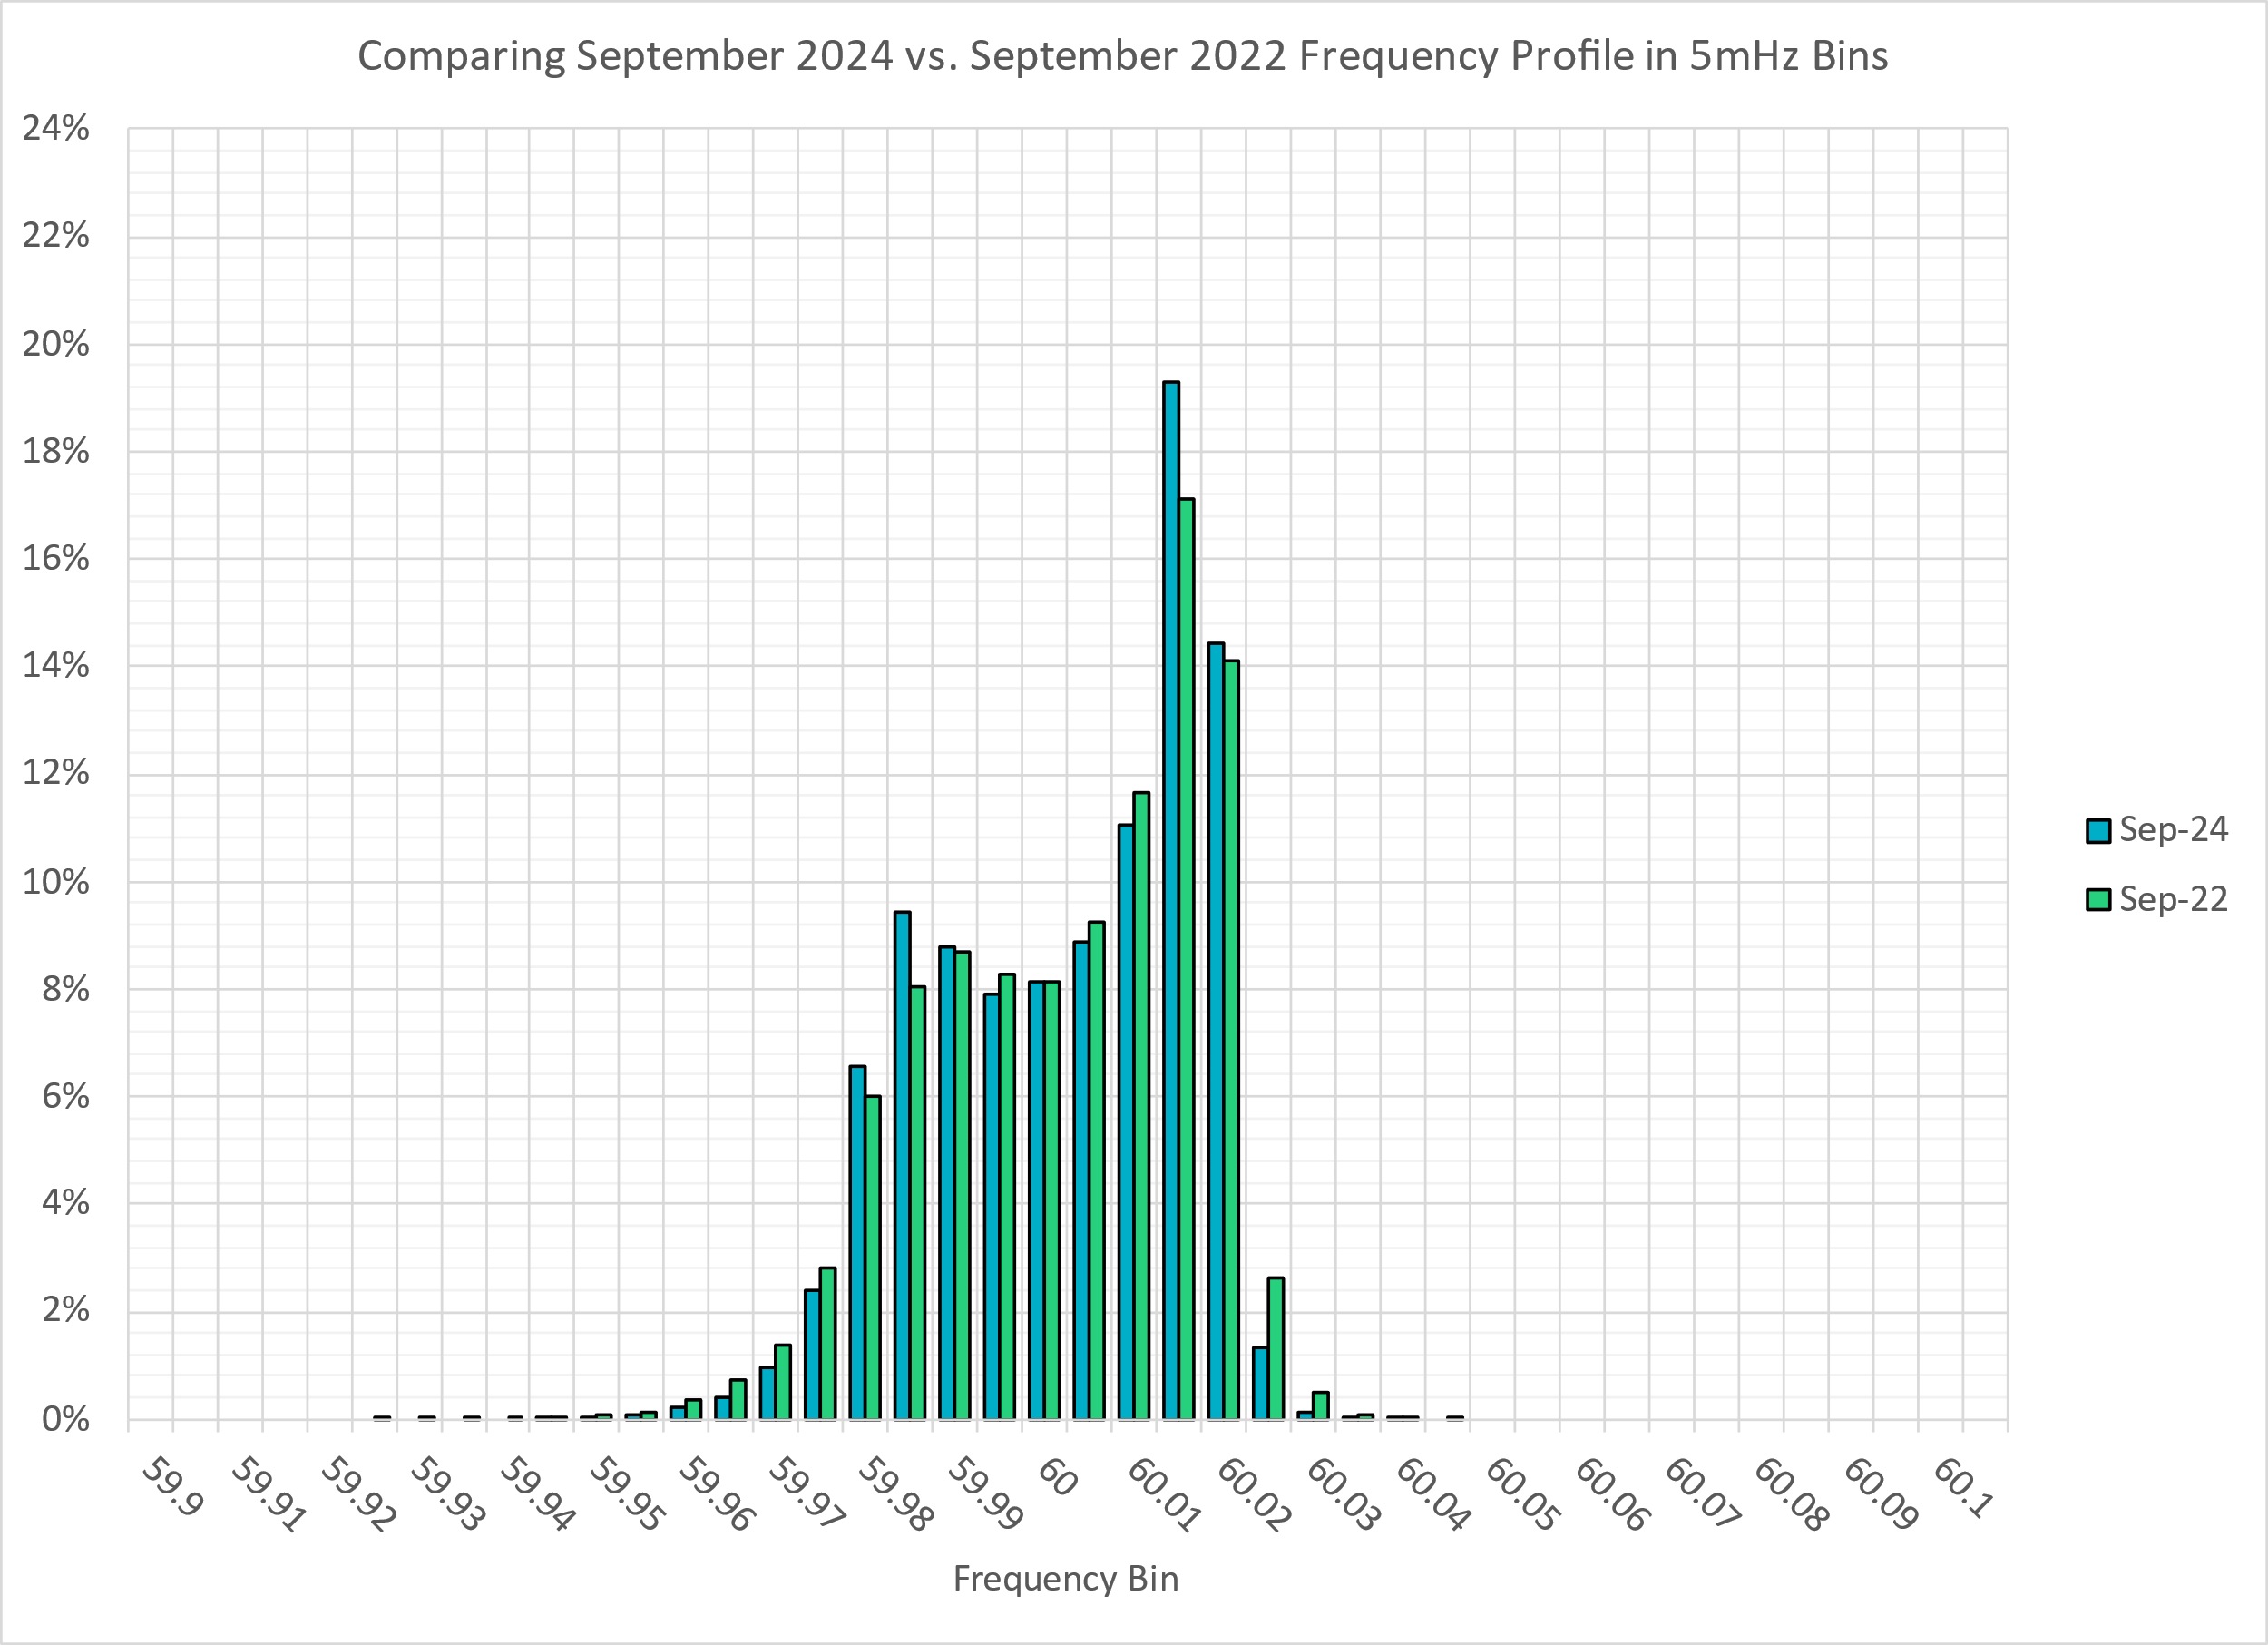 Comparing September 2024 vs. September 2022 Frequency Profile in 5mHz Bins
24%
22%
20%
18%
16%
14%
12%
10%
8%
6%
4%
2%
0%
Sep-24
Sep-22
59.9 59.91 59.92 59.93 59.94 59.95 59.96 59.97 59.98 59.99 60 60.01 60.02 60.03 60.04 60.05 60.06 60.07 60.08 60.09 60.1
Frequency Bin